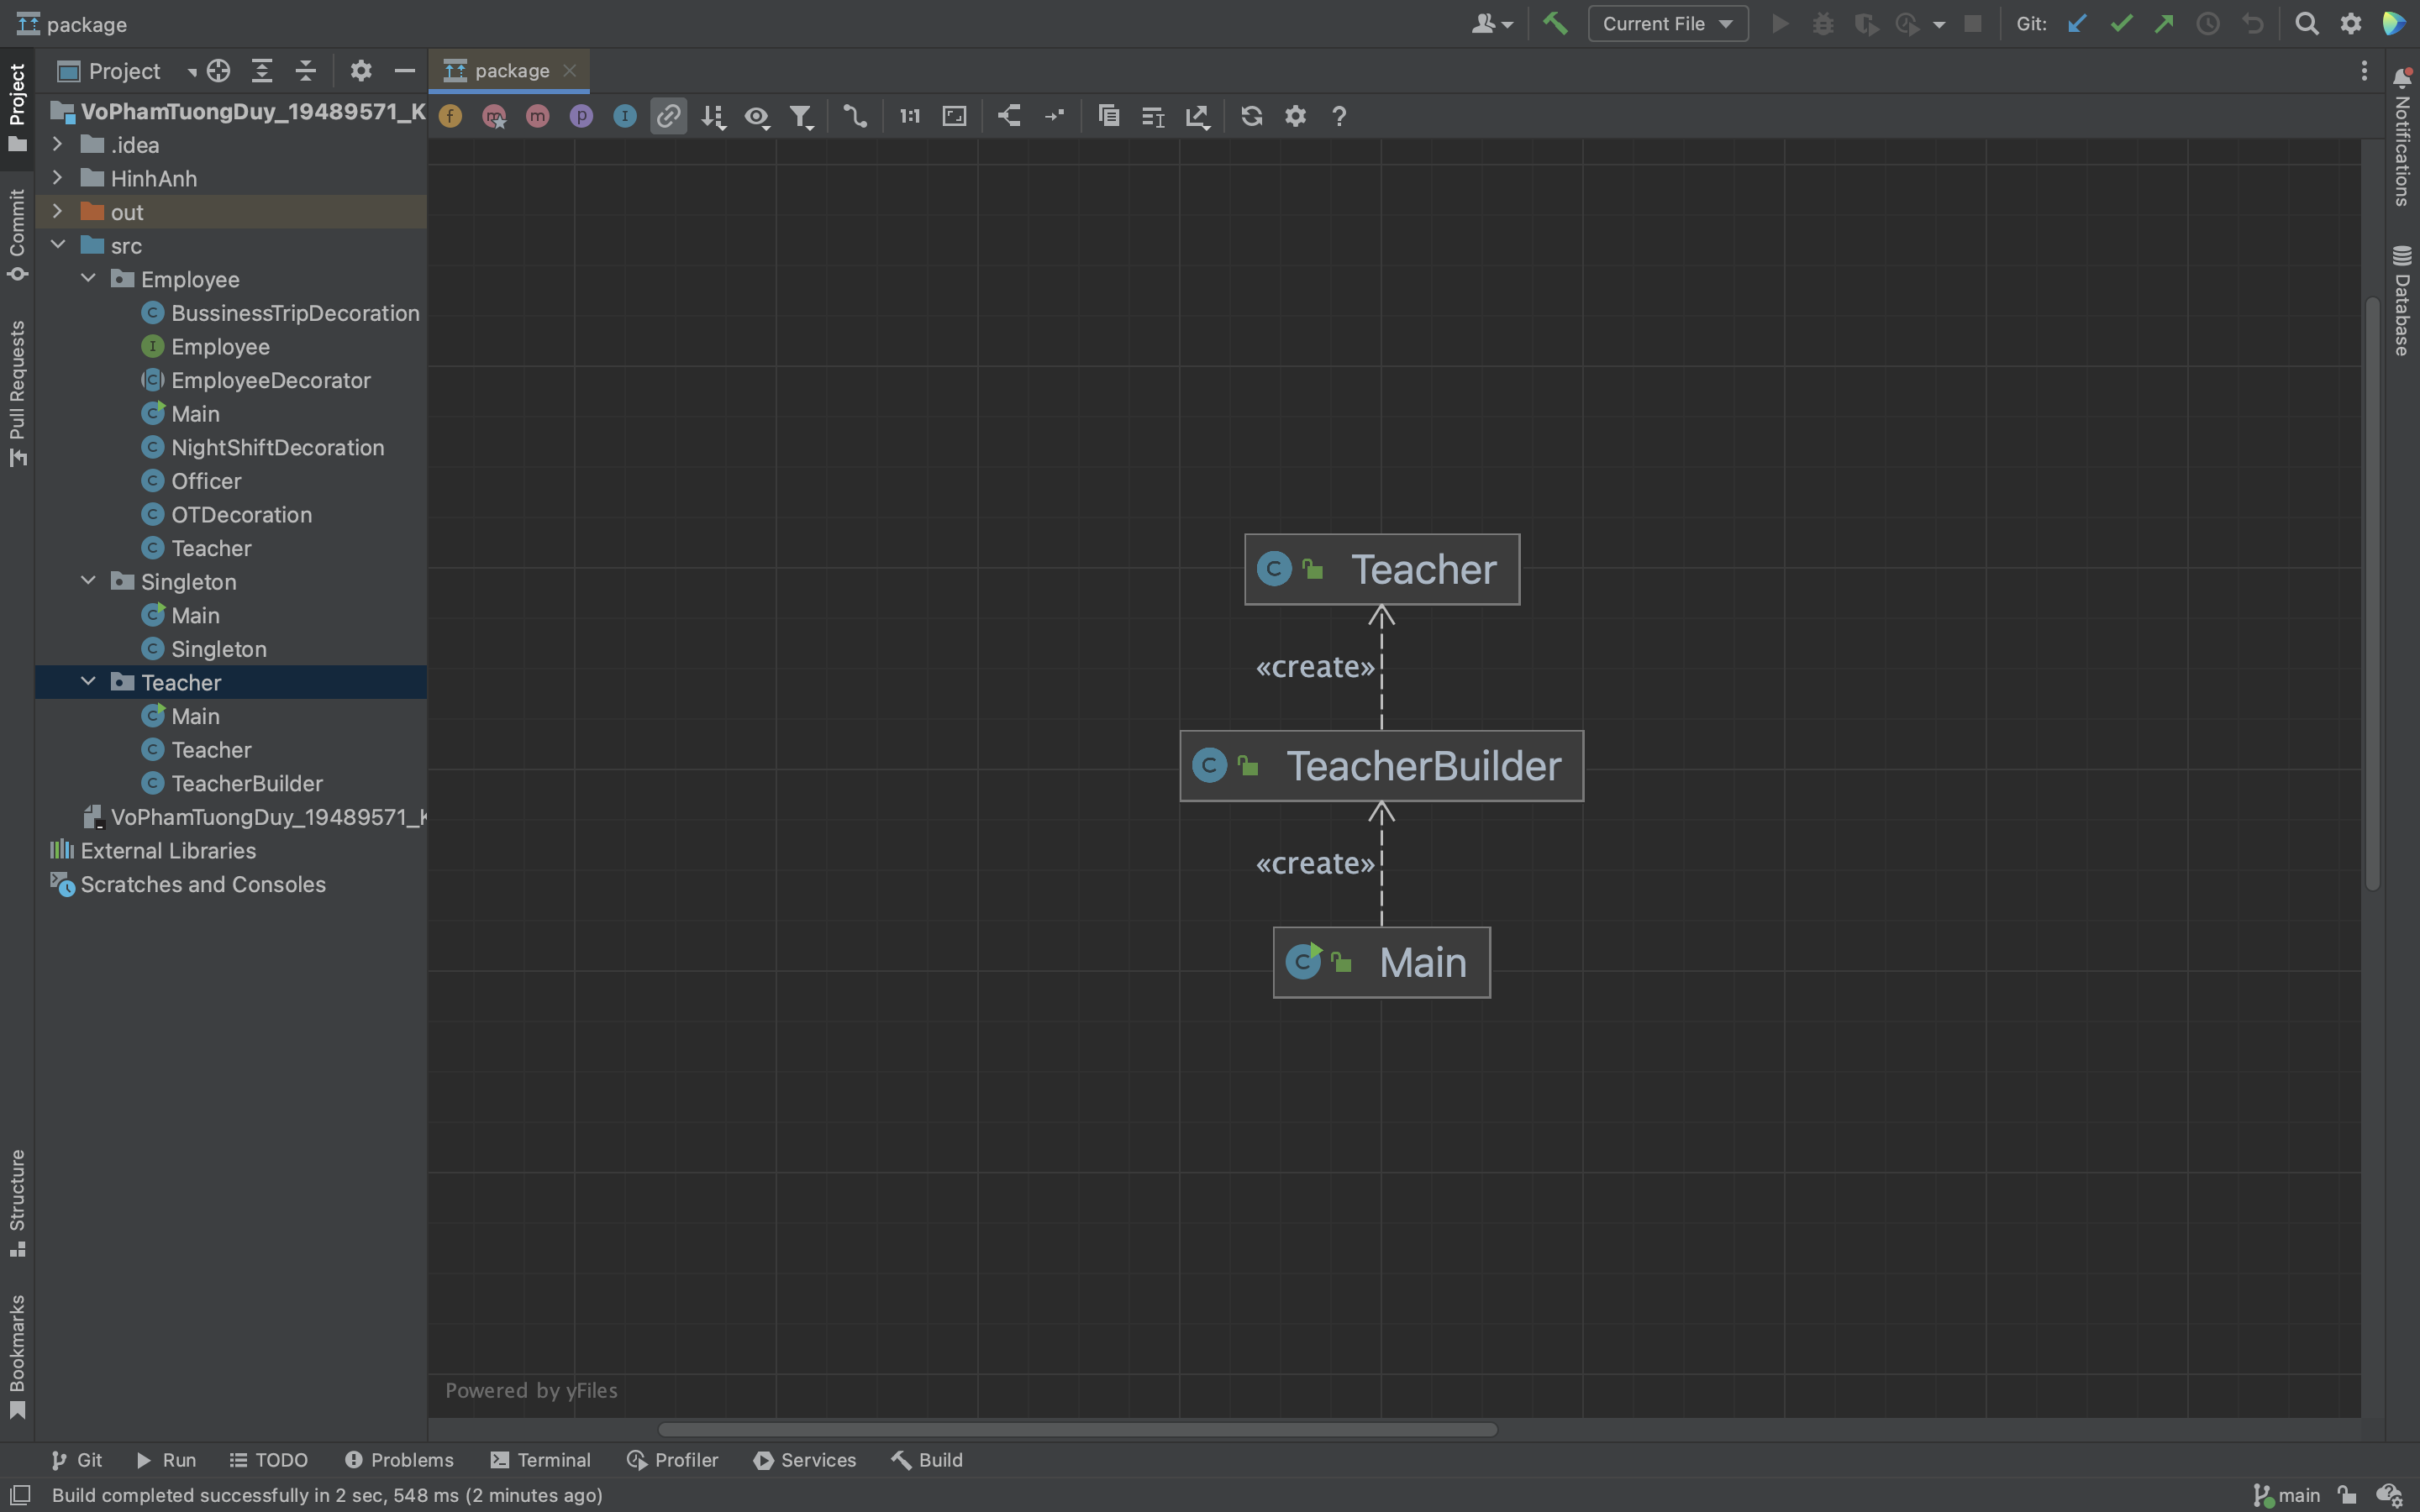 package
Current File
Git:
Project
package
Project
VoPhamTuongDuy_19489571_K
.idea
HinhAnh
out
src
Employee
BussinessTripDecoration
Employee
EmployeeDecorator
Main
NightShiftDecoration
Officer
OTDecoration
Teacher
Singleton
Main
Singleton
Teacher
Main
Teacher
TeacherBuilder
VoPhamTuongDuy_19489571_K
External Libraries
Scratches and Consoles
Commit
Pull Requests
Structure
Bookmarks
f m m p I 1:1 ?
Teacher
«create»
TeacherBuilder
«create»
Main
Powered by yFiles
Notifications
Database
Git Run TODO Problems Terminal Profiler Services Build
Build completed successfully in 2 sec, 548 ms (2 minutes ago)
main